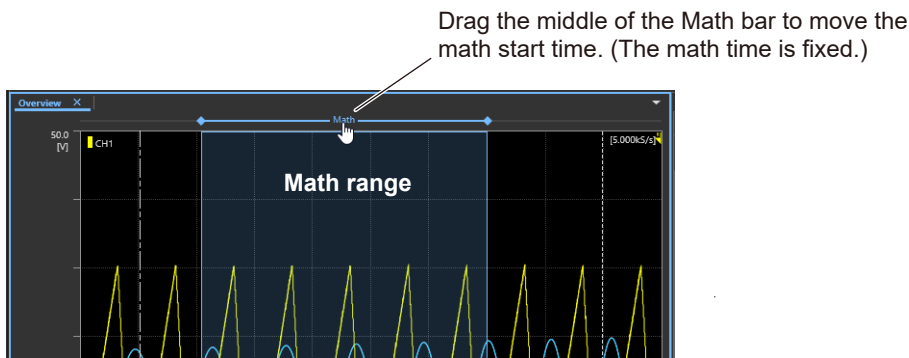 Drag the middle of the Math bar to move the
math start time. (The math time is fixed.)
Overview
Math
50.0
[V]
CH1
[5.000kS/s]
Math range